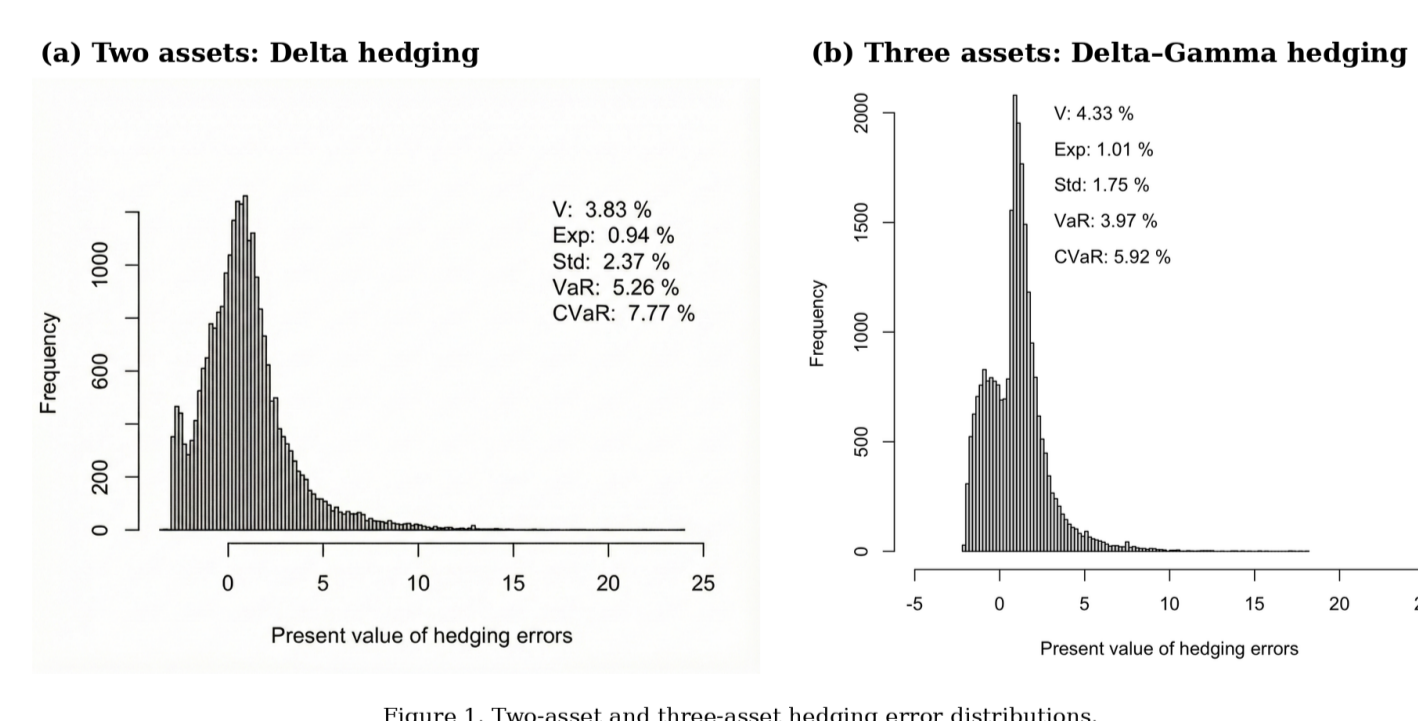 (a) Two assets: Delta hedging
V: 3.83 %
Exp: 0.94 %
Std: 2.37 %
VaR: 5.26 %
CVaR: 7.77 %
Frequency
0
200
600
1000
0 5 10 15 20 25
Present value of hedging errors
(b) Three assets: Delta–Gamma hedging
V: 4.33 %
Exp: 1.01 %
Std: 1.75 %
VaR: 3.97 %
CVaR: 5.92 %
Frequency
0
500
1000
1500
2000
-5 0 5 10 15 20
Present value of hedging errors
Figure 1. Two-asset and three-asset hedging error distributions.